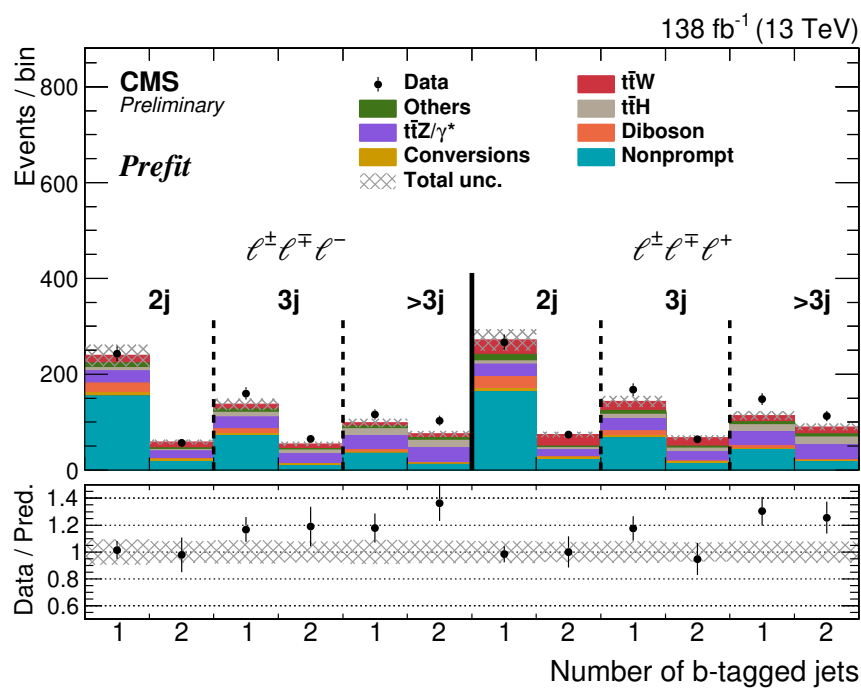 138 fb⁻¹ (13 TeV)
Events / bin
800
600
400
200
0
CMS
Preliminary
Prefit
Data
tt̄W
Others
tt̄H
tt̄Z/γ*
Diboson
Conversions
Nonprompt
Total unc.
ℓ±ℓ∓ℓ⁻ ℓ±ℓ∓ℓ⁺
2j 3j >3j 2j 3j >3j
Data / Pred.
1.4
1.2
1
0.8
0.6
1 2 1 2 1 2 1 2 1 2 1 2
Number of b-tagged jets